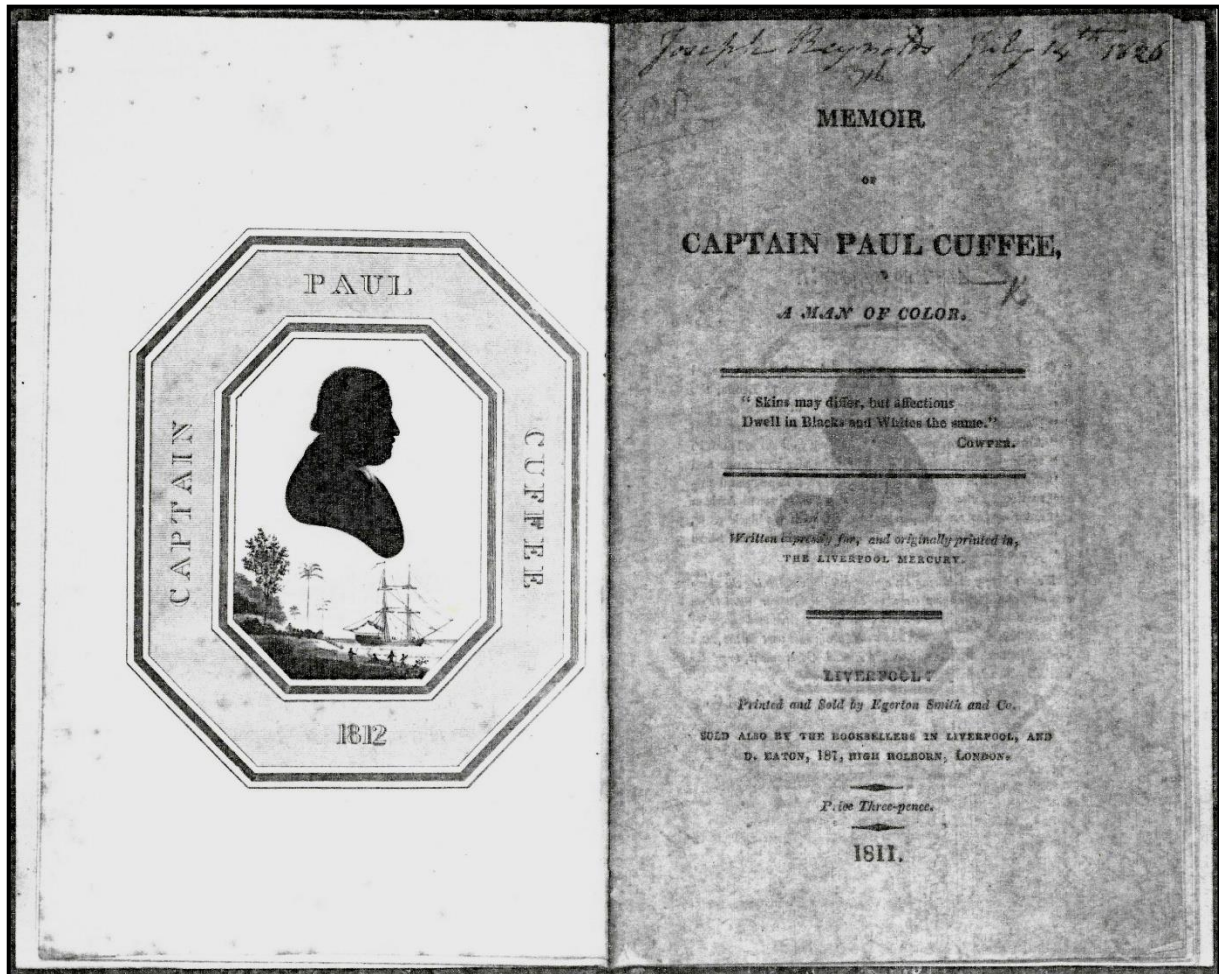 PAUL
CAPTAIN
CUFFEE
1812
Joseph Reynolds July 14th 1826
MEMOIR
OF
CAPTAIN PAUL CUFFEE,
A MAN OF COLOR.
“ Skins may differ, but affections
Dwell in Blacks and Whites the same.”
COWPER.
Written expressly for, and originally printed in,
THE LIVERPOOL MERCURY.
LIVERPOOL:
Printed and Sold by Egerton Smith and Co.
SOLD ALSO BY THE BOOKSELLERS IN LIVERPOOL, AND
D. EATON, 187, HIGH HOLBORN, LONDON.
Price Three-pence.
1811.